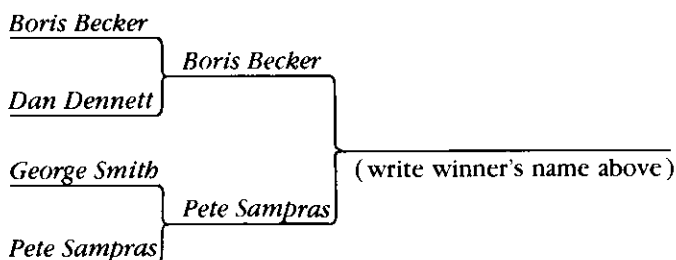 Boris Becker
Boris Becker
Dan Dennett
George Smith
(write winner's name above)
Pete Sampras
Pete Sampras